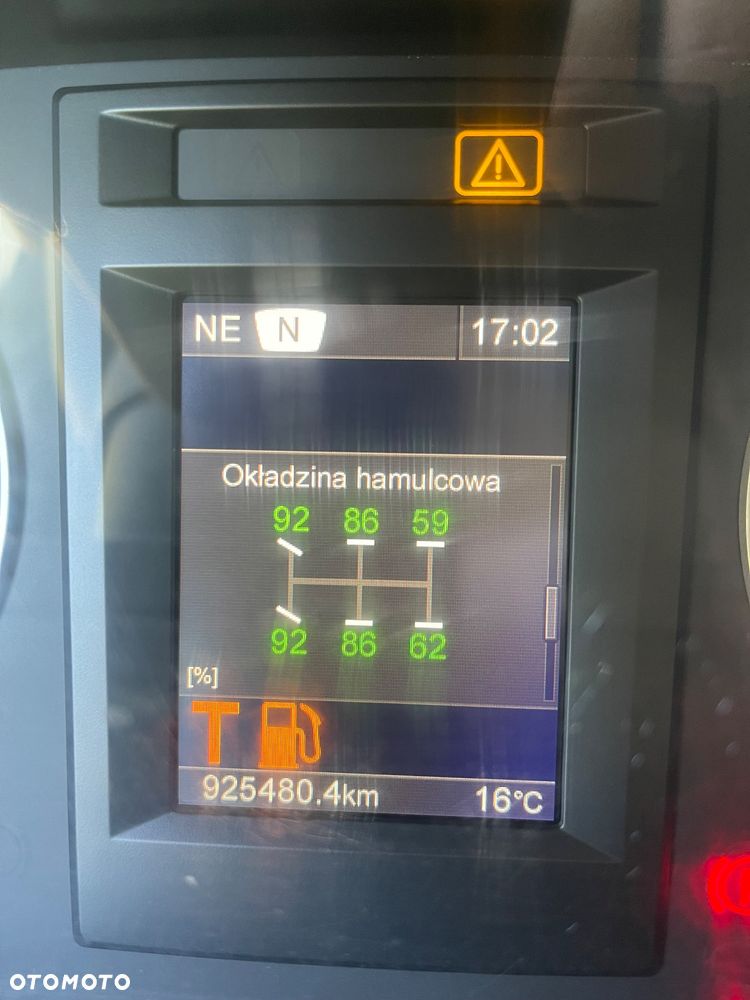 NE N 17:02
Okładzina hamulcowa
92 86 59
92 86 62
[%]
T
925480.4km 16°C
OTOMOTO